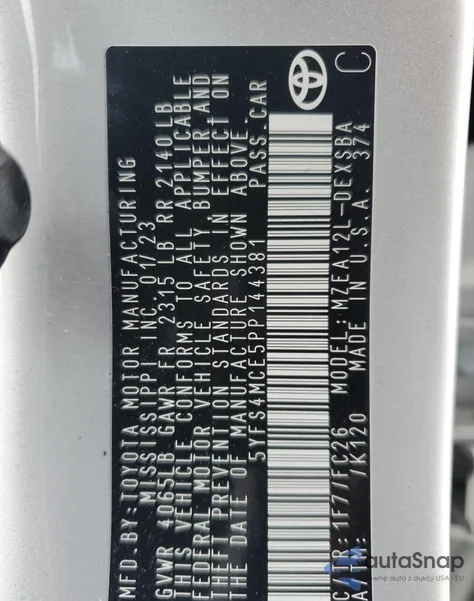 MFD.BY:TOYOTA MOTOR MANUFACTURING
MISSISSIPPI INC. 01/23
GVWR 4065LB GAWR FR 2315 LB RR 2140LB
THIS VEHICLE CONFORMS TO ALL APPLICABLE
FEDERAL MOTOR VEHICLE SAFETY, BUMPER AND
THEFT PREVENTION STANDARDS IN EFFECT ON
THE DATE OF MANUFACTURE SHOWN ABOVE.
5YFS4MCE5PP144381 PASS.CAR
C/TR:1F7/FC26 MODEL:MZEA12L-DEXSBA
A/TM: /K120 MADE IN U.S.A. 374
C
autaSnap